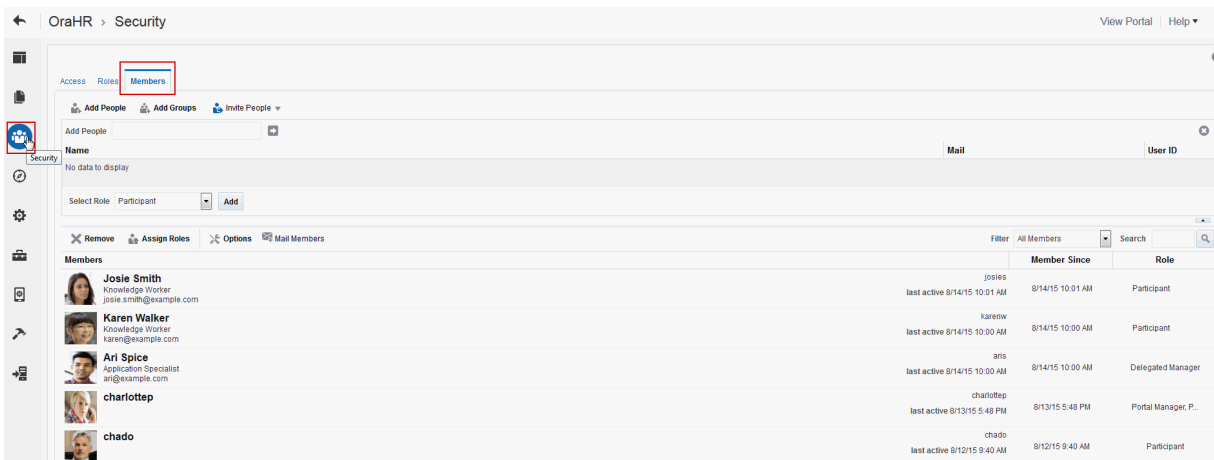 OraHR > Security View Portal Help
Access Roles Members
Add People Add Groups Invite People
Add People
Security
Name Mail User ID
No data to display
Select Role Participant Add
Remove Assign Roles Options Mail Members Filter All Members Search
Members Member Since Role
Josie Smith josies
Knowledge Worker last active 8/14/15 10:01 AM 8/14/15 10:01 AM Participant
josie.smith@example.com
Karen Walker karenw
Knowledge Worker last active 8/14/15 10:00 AM 8/14/15 10:00 AM Participant
karen@example.com
Ari Spice aris
Application Specialist last active 8/14/15 10:00 AM 8/14/15 10:00 AM Delegated Manager
ari@example.com
charlottep charlottep
last active 8/13/15 5:48 PM 8/13/15 5:48 PM Portal Manager, P...
chado chado
last active 8/12/15 9:40 AM 8/12/15 9:40 AM Participant